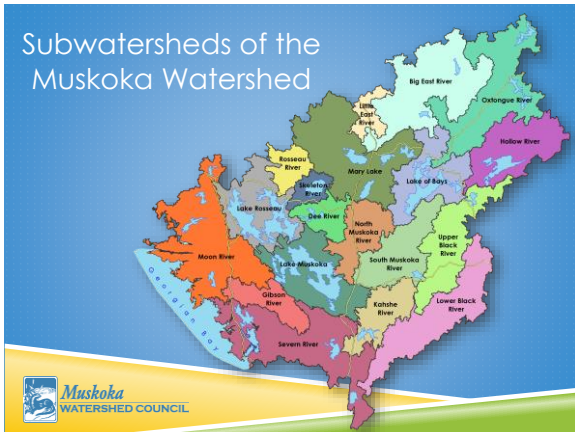 Subwatersheds of the
Muskoka Watershed
Big East River
Little
East
River
Oxtongue River
Hollow River
Rosseau
River
Mary Lake
Skeleton
River
Lake of Bays
Lake Rosseau
Dee River
North
Muskoka
River
Upper
Black
River
Moon River
Lake Muskoka
South Muskoka
River
Georgian Bay
Gibson
River
Kahshe
River
Lower Black
River
Severn River
Muskoka
WATERSHED COUNCIL